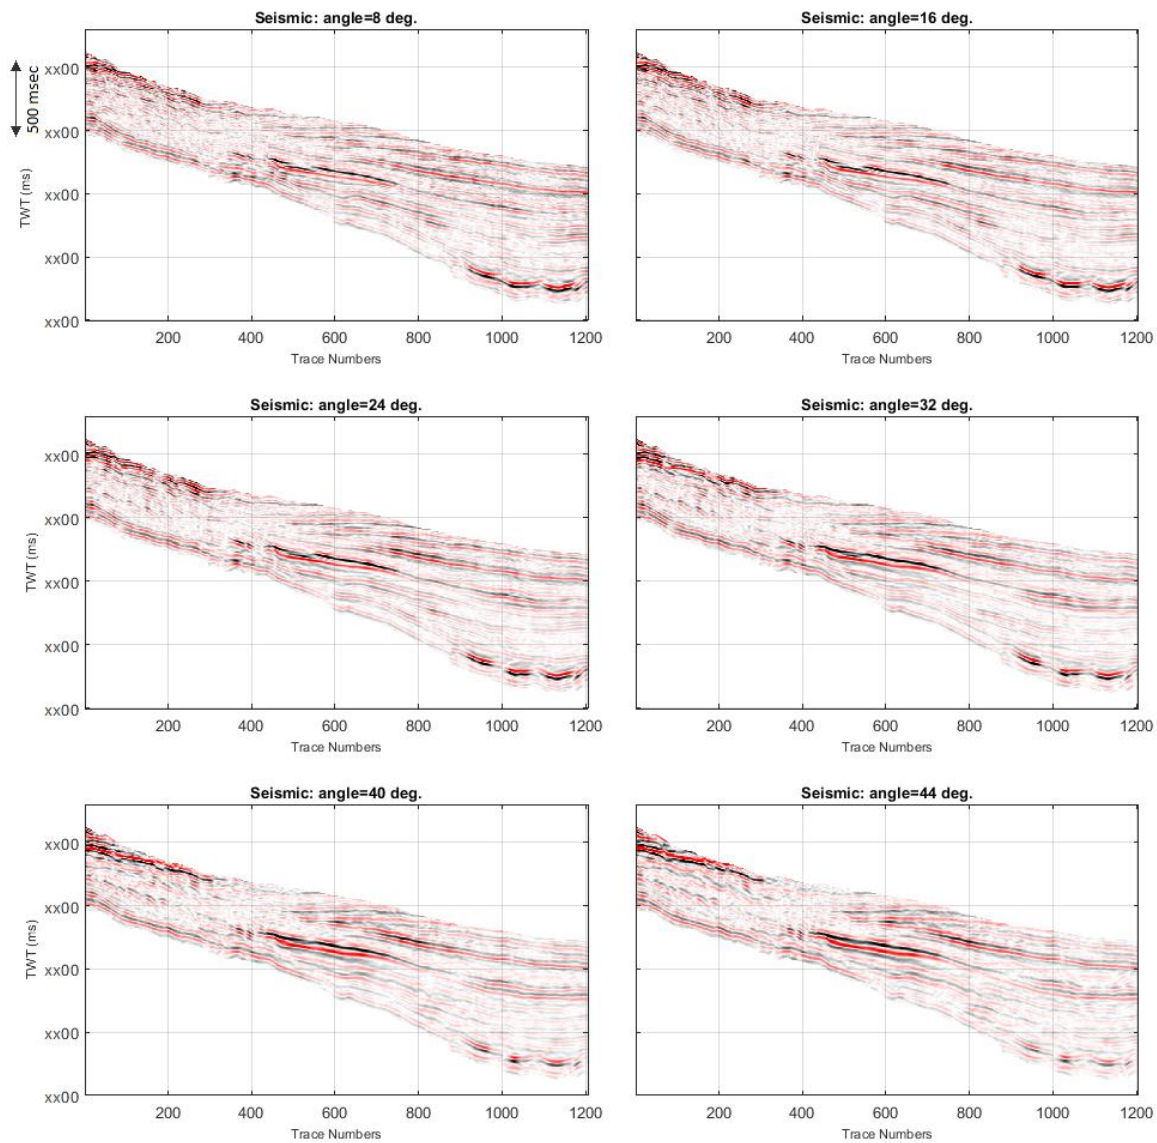 Seismic: angle=8 deg.
xx00
xx00
xx00
xx00
xx00
500 msec
TWT (ms)
200 400 600 800 1000 1200
Trace Numbers
Seismic: angle=16 deg.
200 400 600 800 1000 1200
Trace Numbers
Seismic: angle=24 deg.
xx00
xx00
xx00
xx00
xx00
TWT (ms)
200 400 600 800 1000 1200
Trace Numbers
Seismic: angle=32 deg.
200 400 600 800 1000 1200
Trace Numbers
Seismic: angle=40 deg.
xx00
xx00
xx00
xx00
xx00
TWT (ms)
200 400 600 800 1000 1200
Trace Numbers
Seismic: angle=44 deg.
200 400 600 800 1000 1200
Trace Numbers